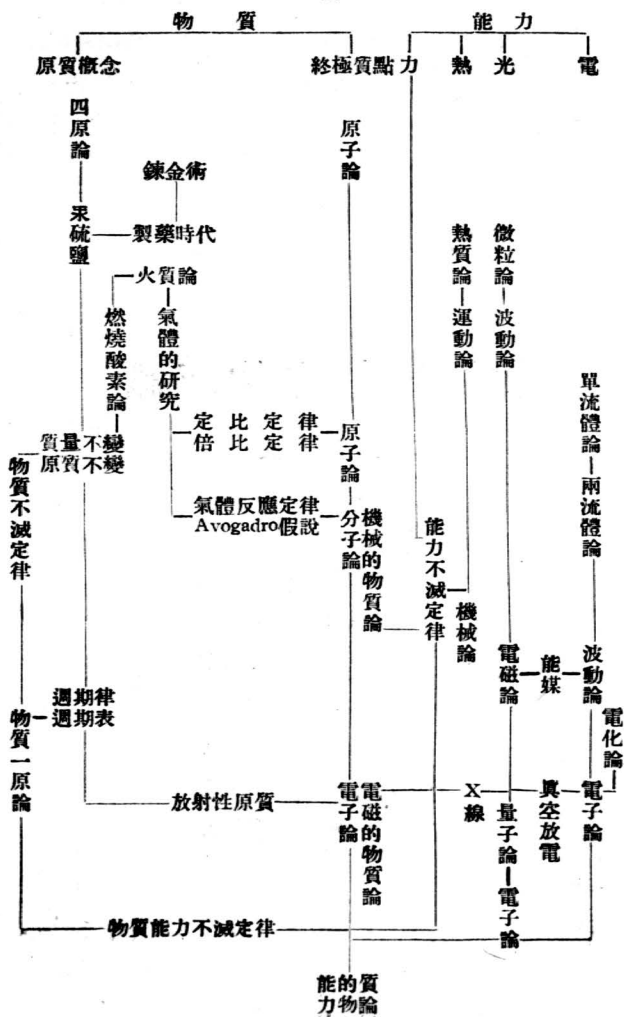 物質 能力
原質概念 終極質點 力 熱 光 電
四原論
原子論
鍊金術
汞硫鹽
製藥時代
熱質論
運動論
微粒論
波動論
火質論
燃燒酸素論
氣體的研究
單流體論
兩流體論
定比定律
倍比定律
原子論
質量不變
原質不變
物質不滅定律
氣體反應定律
Avogadro假說
分子論
機械的物質論
能力不滅定律
機械論
電磁論
能媒
波動論
電化論
週期律
週期表
物質一原論
放射性原質
電子論
電磁的物質論
X線
量子論
電子論
眞空放電
電子論
物質能力不滅定律
能力的物質論